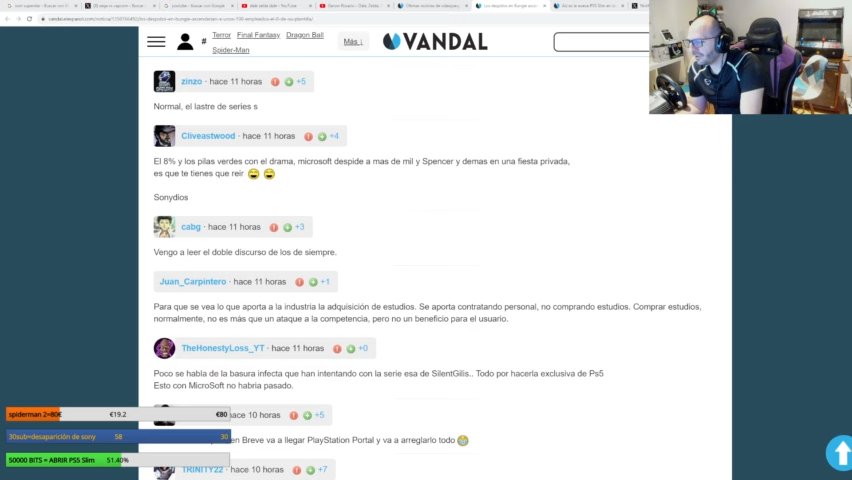 # Terror Final Fantasy Dragon Ball
Spider-Man
Más ↓
VANDAL
zinzo · hace 11 horas +5
Normal, el lastre de series s
Cliveastwood · hace 11 horas +4
El 8% y los pilas verdes con el drama, microsoft despide a mas de mil y Spencer y demas en una fiesta privada,
es que te tienes que reir
Sonydios
cabg · hace 11 horas +3
Vengo a leer el doble discurso de los de siempre.
Juan_Carpintero · hace 11 horas +1
Para que se vea lo que aporta a la industria la adquisición de estudios. Se aporta contratando personal, no comprando estudios. Comprar estudios,
normalmente, no es más que un ataque a la competencia, pero no un beneficio para el usuario.
TheHonestyLoss_YT · hace 11 horas +0
Poco se habla de la basura infecta que han intentando con la serie esa de SilentGilis.. Todo por hacerla exclusiva de Ps5
Esto con MicroSoft no habria pasado.
hace 10 horas +5
en Breve va a llegar PlayStation Portal y va a arreglarlo todo
TRINITY22 · hace 10 horas +7
spiderman 2=80€ €19.2 €80
30sub=desaparición de sony 58 30
50000 BITS = ABRIR PS5 Slim 51.40%